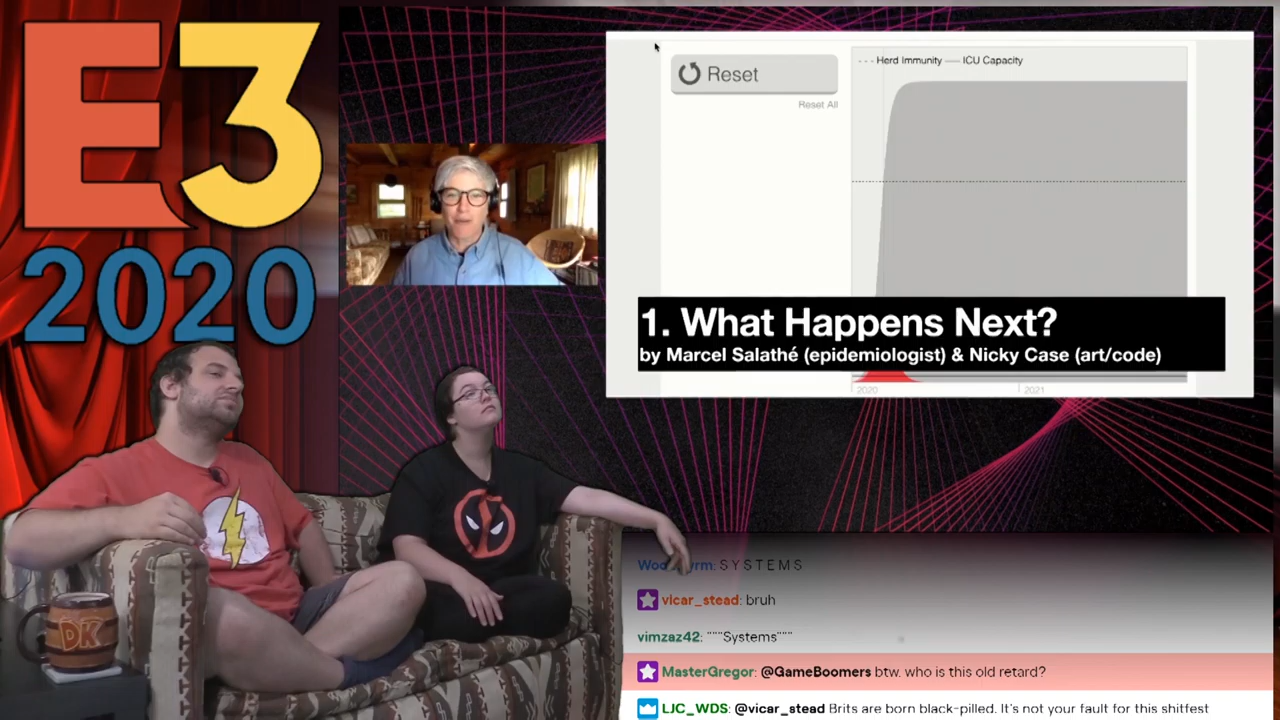 E3
2020
Reset
Reset All
--- Herd Immunity — ICU Capacity
1. What Happens Next?
by Marcel Salathé (epidemiologist) & Nicky Case (art/code)
2020
2021
DK
S Y S T E M S
vicar_stead: bruh
vimzaz42: """Systems"""
MasterGregor: @GameBoomers btw. who is this old retard?
LJC_WDS: @vicar_stead Brits are born black-pilled. It's not your fault for this shitfest